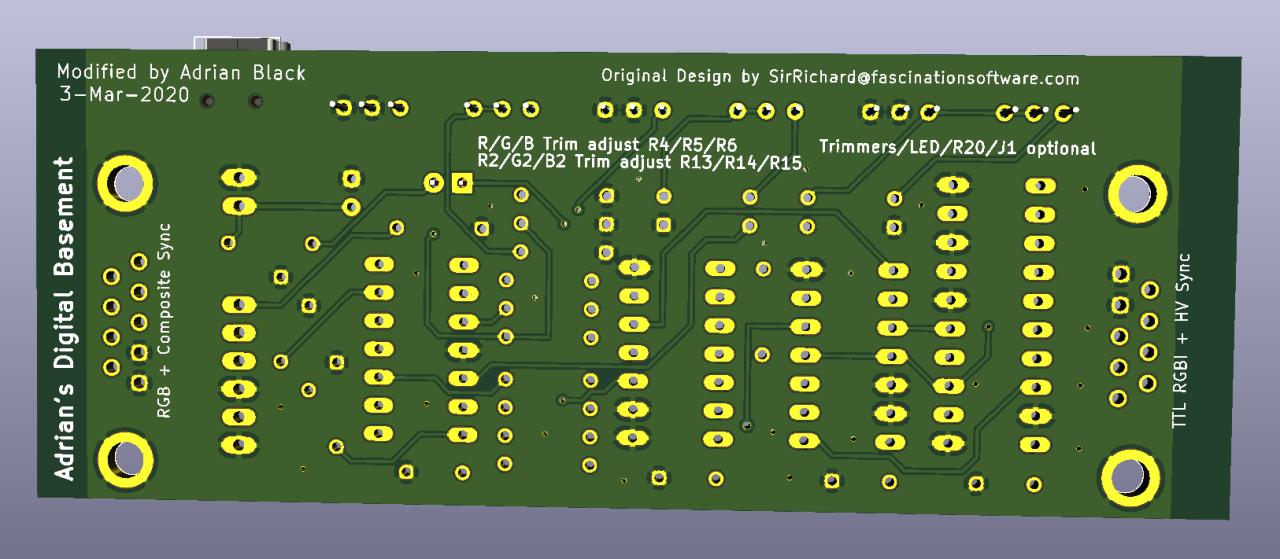 Modified by Adrian Black
3-Mar-2020
Original Design by SirRichard@fascinationsoftware.com
R/G/B Trim adjust R4/R5/R6
R2/G2/B2 Trim adjust R13/R14/R15
Trimmers/LED/R20/J1 optional
Adrian's Digital Basement
RGB + Composite Sync
TTL RGBI + HV Sync